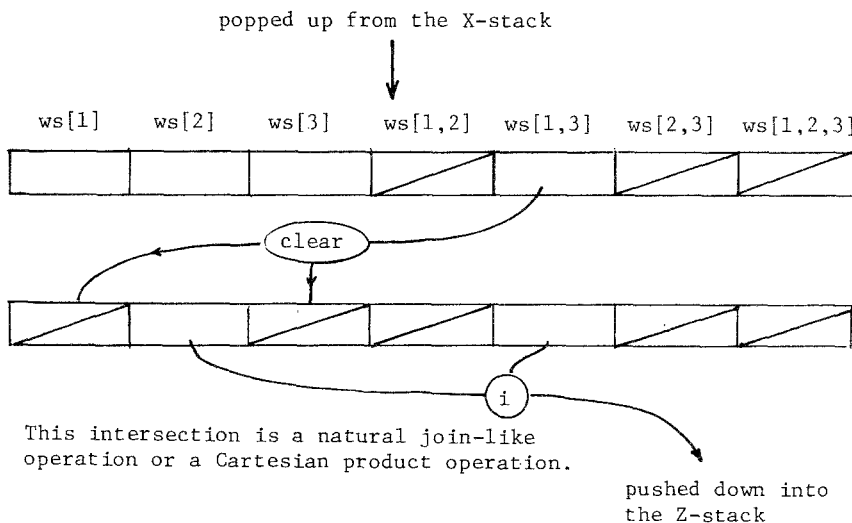 popped up from the X-stack
ws[1] ws[2] ws[3] ws[1,2] ws[1,3] ws[2,3] ws[1,2,3]
clear
i
This intersection is a natural join-like
operation or a Cartesian product operation.
pushed down into
the Z-stack